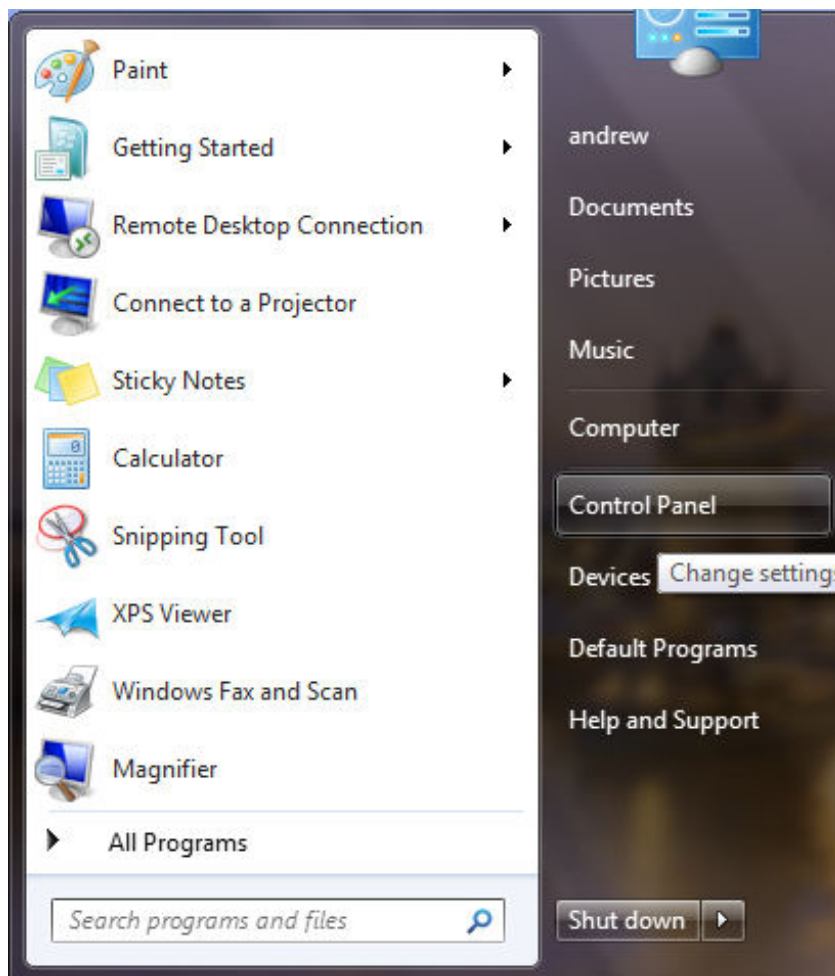 Paint
Getting Started
Remote Desktop Connection
Connect to a Projector
Sticky Notes
Calculator
Snipping Tool
XPS Viewer
Windows Fax and Scan
Magnifier
All Programs
Search programs and files
andrew
Documents
Pictures
Music
Computer
Control Panel
Devices
Change settings
Default Programs
Help and Support
Shut down